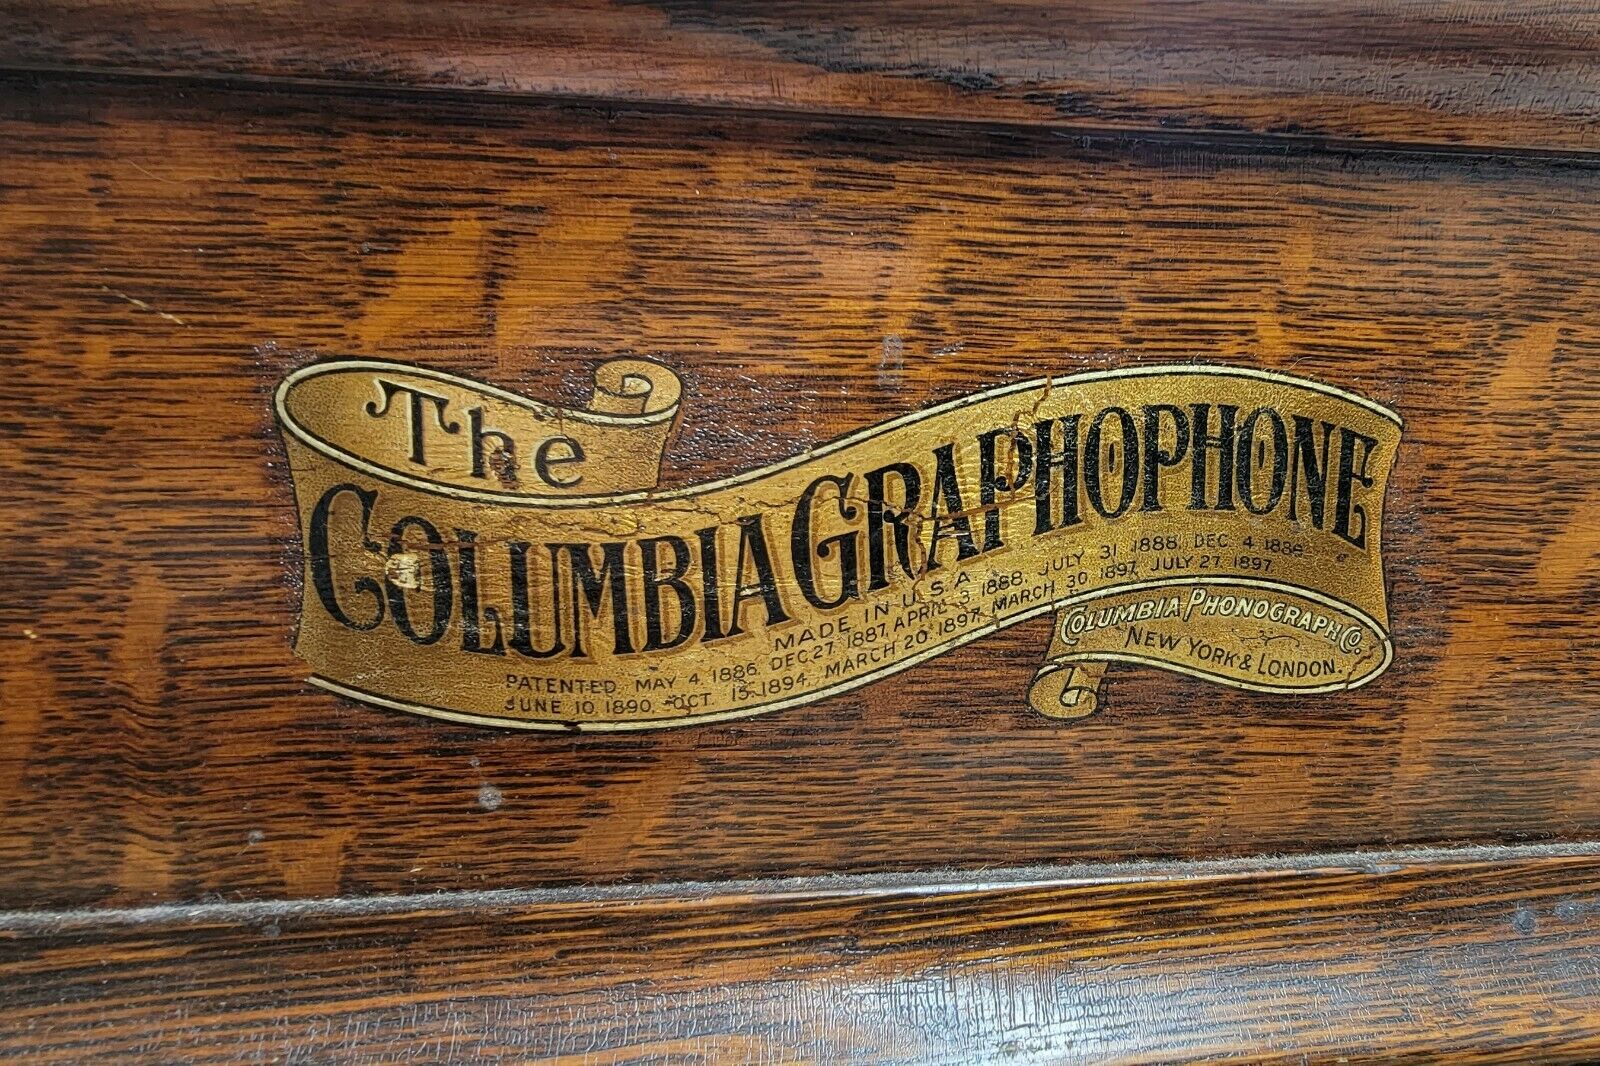 The
COLUMBIA GRAPHOPHONE
MADE IN U.S.A
PATENTED, MAY 4, 1886, DEC. 27, 1887, APRIL 3, 1888, JULY 31, 1888, DEC. 4, 1888
JUNE 10, 1890, OCT. 15, 1894, MARCH 20, 1897, MARCH 30, 1897, JULY 27, 1897.
COLUMBIA PHONOGRAPH CO.
NEW YORK & LONDON.